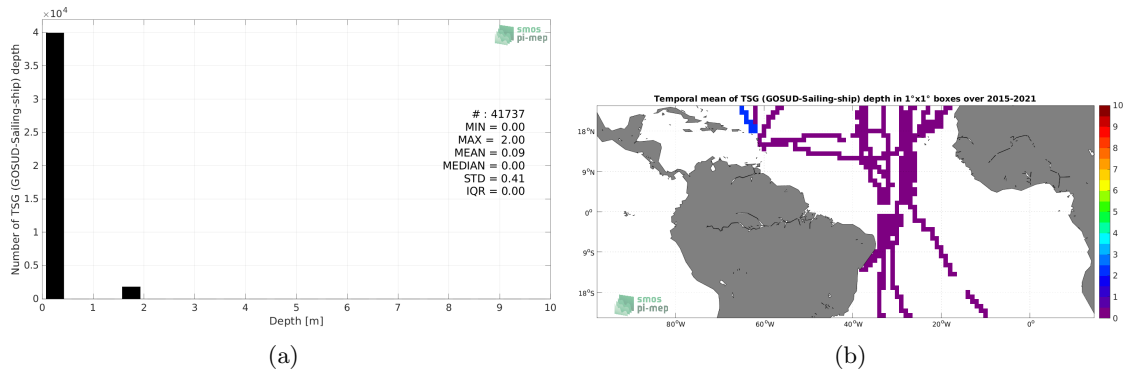 ×10⁴
4
3.5
3
2.5
2
1.5
1
0.5
0
Number of TSG (GOSUD-Sailing-ship) depth
smos
pi-mep
# : 41737
MIN = 0.00
MAX = 2.00
MEAN = 0.09
MEDIAN = 0.00
STD = 0.41
IQR = 0.00
0 1 2 3 4 5 6 7 8 9 10
Depth [m]
(a)
Temporal mean of TSG (GOSUD-Sailing-ship) depth in 1°x1° boxes over 2015-2021
18°N
9°N
0°
9°S
18°S
80°W 60°W 40°W 20°W 0°
smos
pi-mep
10
9
8
7
6
5
4
3
2
1
0
(b)